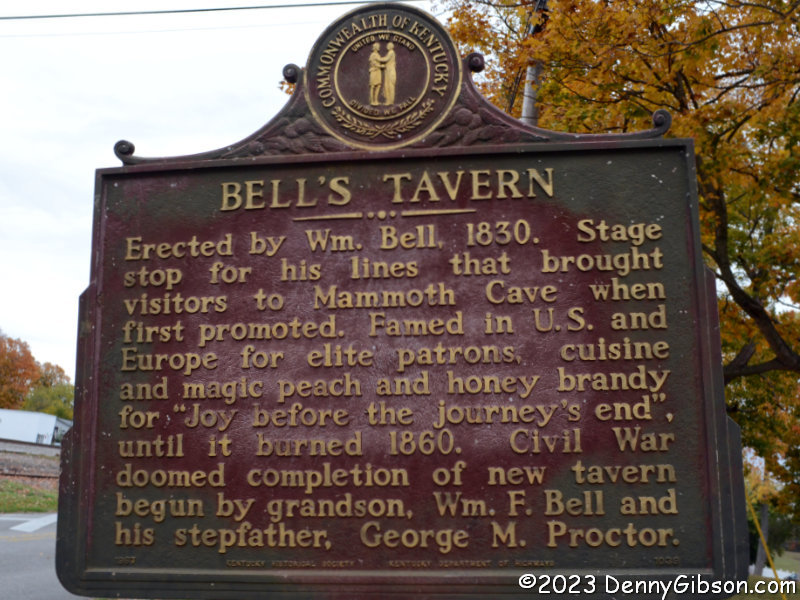 COMMONWEALTH OF KENTUCKY
UNITED WE STAND
DIVIDED WE FALL
BELL'S TAVERN
Erected by Wm. Bell, 1830. Stage
stop for his lines that brought
visitors to Mammoth Cave when
first promoted. Famed in U.S. and
Europe for elite patrons, cuisine
and magic peach and honey brandy
for "Joy before the journey's end",
until it burned 1860. Civil War
doomed completion of new tavern
begun by grandson, Wm. F. Bell and
his stepfather, George M. Proctor.
KENTUCKY HISTORICAL SOCIETY KENTUCKY DEPARTMENT OF HIGHWAYS
©2023 DennyGibson.com